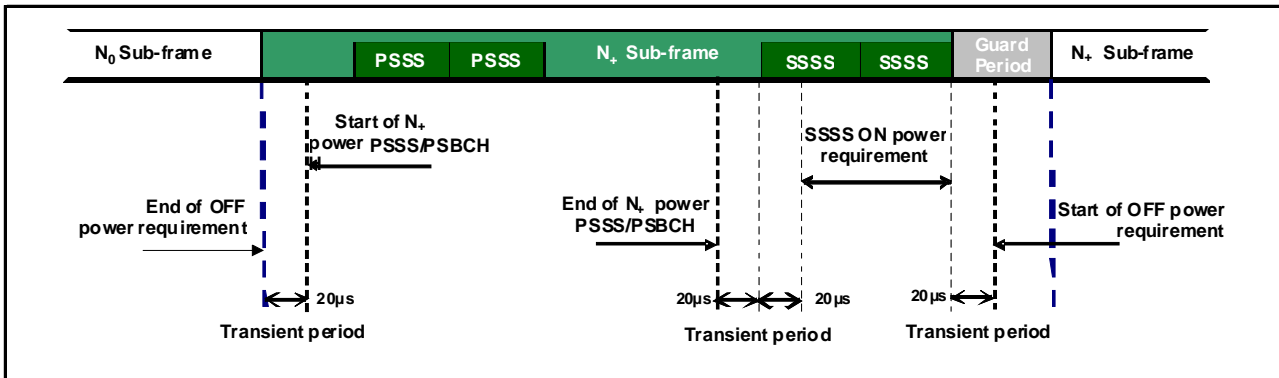 N0 Sub-frame
PSSS
PSSS
N+ Sub-frame
SSSS
SSSS
Guard
Period
N+ Sub-frame
Start of N+
power PSSS/PSBCH
SSSS ON power
requirement
End of OFF
power requirement
End of N+ power
PSSS/PSBCH
Start of OFF power
requirement
20µs
20µs
20µs
20µs
Transient period
Transient period
Transient period